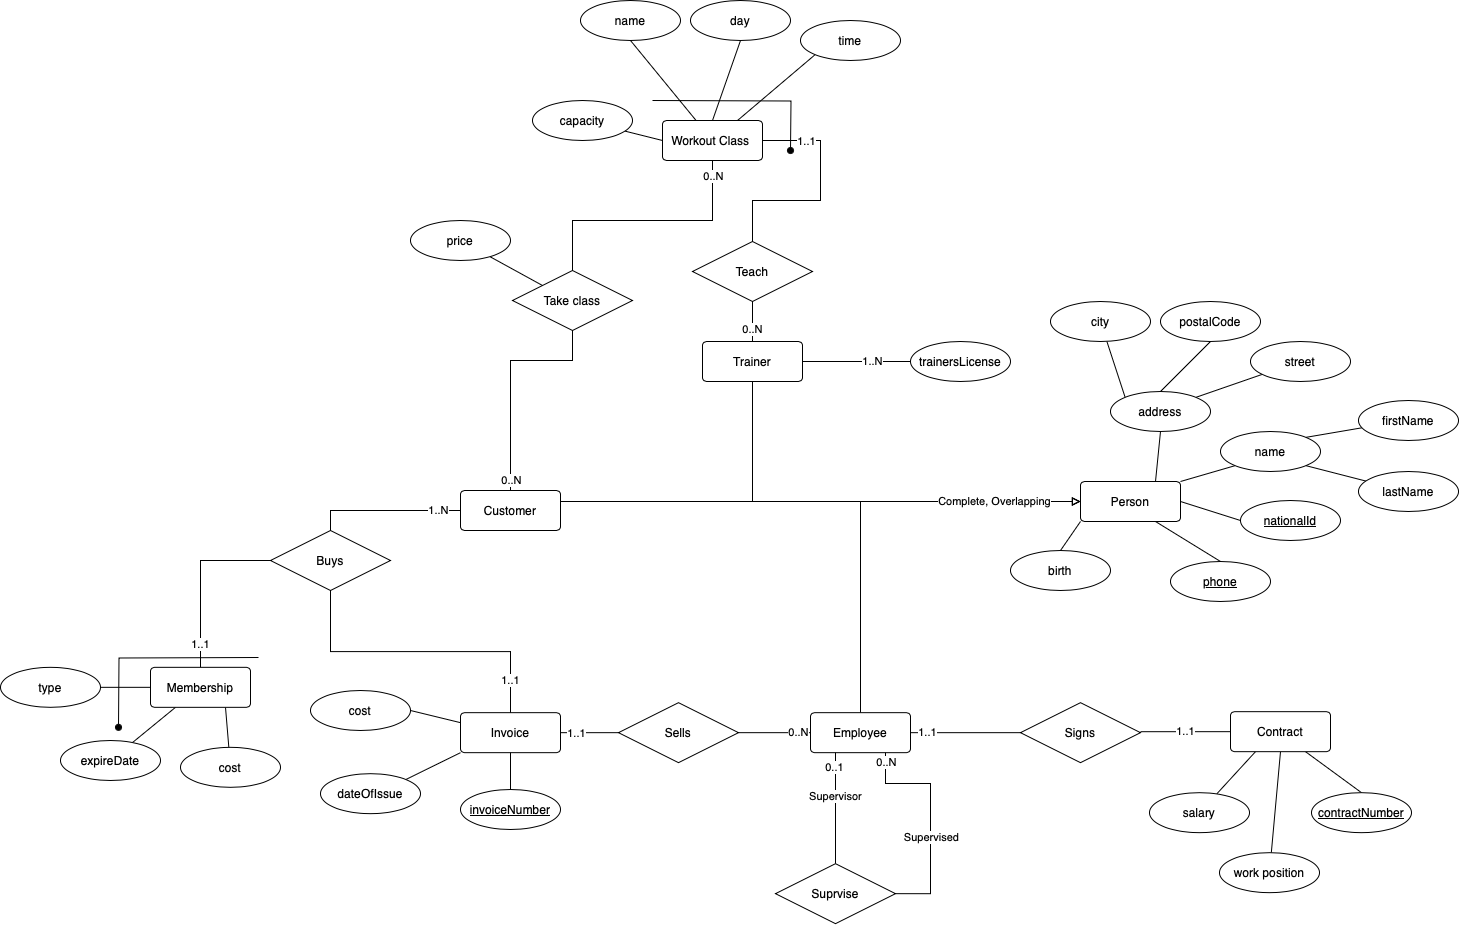 name
day
time
capacity
Workout Class
1..1
0..N
price
Take class
Teach
0..N
Trainer
1..N
trainersLicense
city
postalCode
street
address
name
firstName
lastName
0..N
Customer
1..N
Complete, Overlapping
Person
nationalId
birth
phone
Buys
1..1
type
Membership
expireDate
cost
1..1
cost
Invoice
dateOfIssue
invoiceNumber
1..1
Sells
0..N
Employee
1..1
Signs
1..1
Contract
salary
work position
contractNumber
0..1
0..N
Supervisor
Supervised
Suprvise